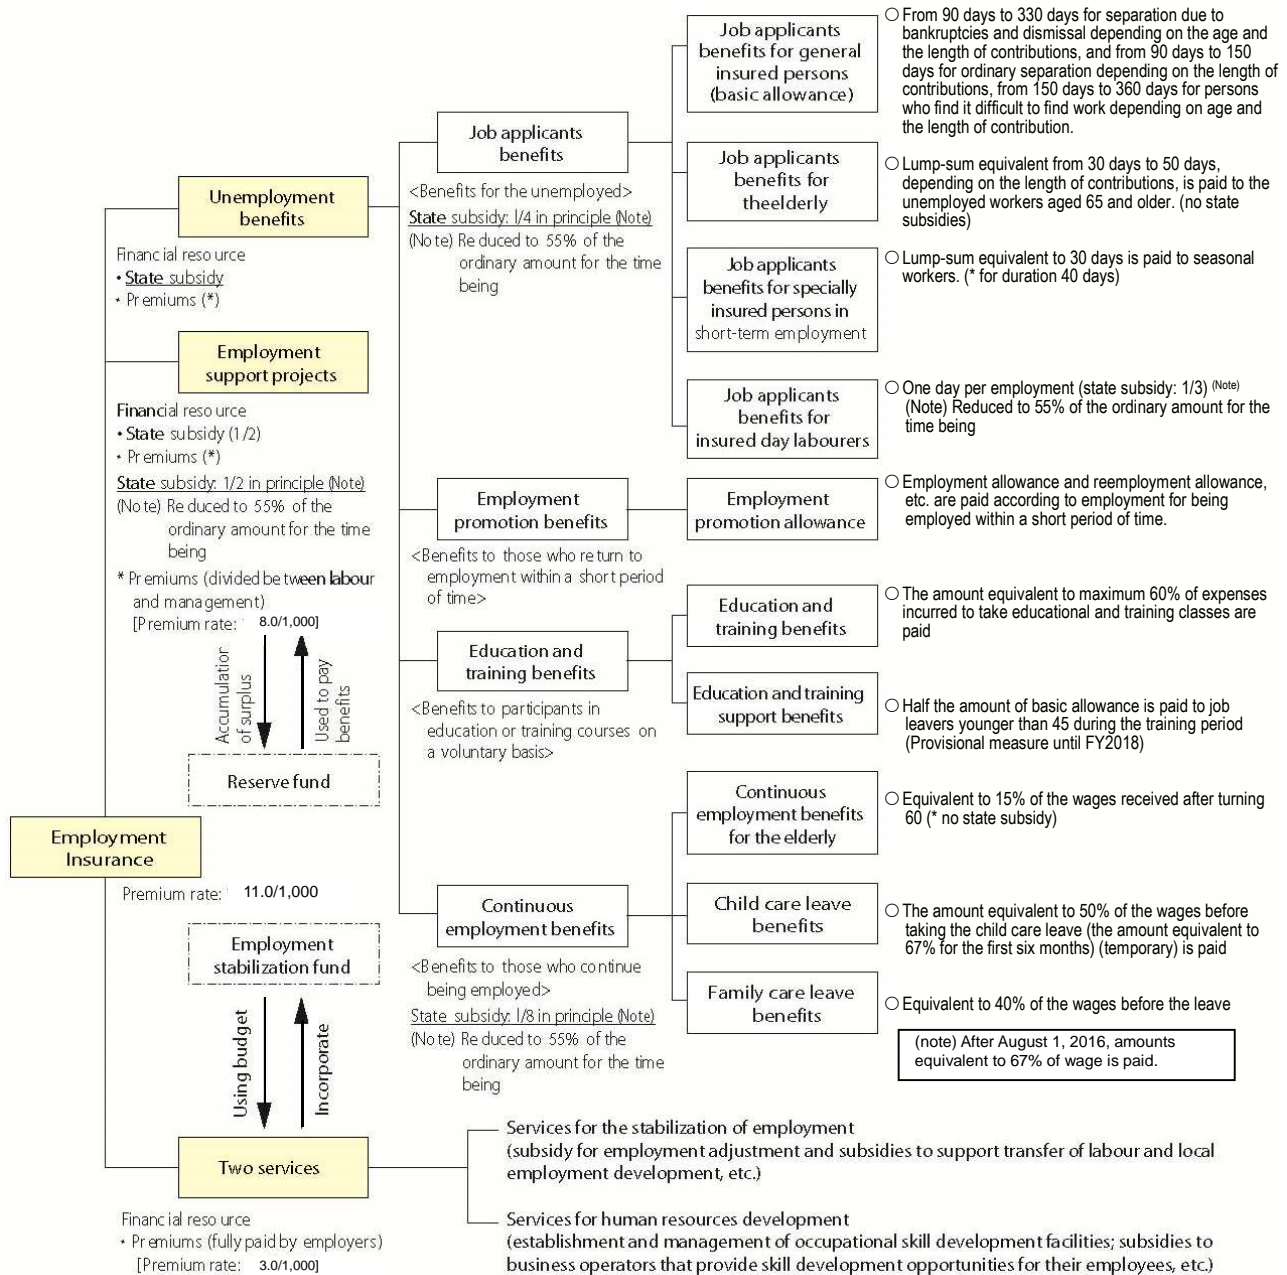 Employment
Insurance
Premium rate: 11.0/1,000
Unemployment
benefits
Financial resource
• State subsidy
• Premiums (*)
Employment
support projects
Financial resource
• State subsidy (1/2)
• Premiums (*)
State subsidy: 1/2 in principle (Note)
(Note) Reduced to 55% of the
ordinary amount for the time
being
* Premiums (divided between labour
and management)
[Premium rate: 8.0/1,000]
Accumulation
of surplus
Used to pay
benefits
Reserve fund
Employment
stabilization fund
Using budget
Incorporate
Two services
Financial resource
• Premiums (fully paid by employers)
[Premium rate: 3.0/1,000]
Job applicants
benefits
<Benefits for the unemployed>
State subsidy: l/4 in principle (Note)
(Note) Reduced to 55% of the
ordinary amount for the time
being
Employment
promotion benefits
<Benefits to those who return to
employment within a short period
of time>
Education and
training benefits
<Benefits to participants in
education or training courses on
a voluntary basis>
Continuous
employment benefits
<Benefits to those who continue
being employed>
State subsidy: l/8 in principle (Note)
(Note) Reduced to 55% of the
ordinary amount for the time
being
Job applicants
benefits for general
insured persons
(basic allowance)
○ From 90 days to 330 days for separation due to
bankruptcies and dismissal depending on the age and
the length of contributions, and from 90 days to 150
days for ordinary separation depending on the length of
contributions, from 150 days to 360 days for persons
who find it difficult to find work depending on age and
the length of contribution.
Job applicants
benefits for
theelderly
○ Lump-sum equivalent from 30 days to 50 days,
depending on the length of contributions, is paid to the
unemployed workers aged 65 and older. (no state
subsidies)
Job applicants
benefits for specially
insured persons in
short-term employment
○ Lump-sum equivalent to 30 days is paid to seasonal
workers. (* for duration 40 days)
Job applicants
benefits for
insured day labourers
○ One day per employment (state subsidy: 1/3) (Note)
(Note) Reduced to 55% of the ordinary amount for the
time being
Employment
promotion allowance
○ Employment allowance and reemployment allowance,
etc. are paid according to employment for being
employed within a short period of time.
Education and
training benefits
○ The amount equivalent to maximum 60% of expenses
incurred to take educational and training classes are
paid
Education and training
support benefits
○ Half the amount of basic allowance is paid to job
leavers younger than 45 during the training period
(Provisional measure until FY2018)
Continuous
employment benefits
for the elderly
○ Equivalent to 15% of the wages received after turning
60 (* no state subsidy)
Child care leave
benefits
○ The amount equivalent to 50% of the wages before
taking the child care leave (the amount equivalent to
67% for the first six months) (temporary) is paid
Family care leave
benefits
○ Equivalent to 40% of the wages before the leave
(note) After August 1, 2016, amounts
equivalent to 67% of wage is paid.
Services for the stabilization of employment
(subsidy for employment adjustment and subsidies to support transfer of labour and local
employment development, etc.)
Services for human resources development
(establishment and management of occupational skill development facilities; subsidies to
business operators that provide skill development opportunities for their employees, etc.)